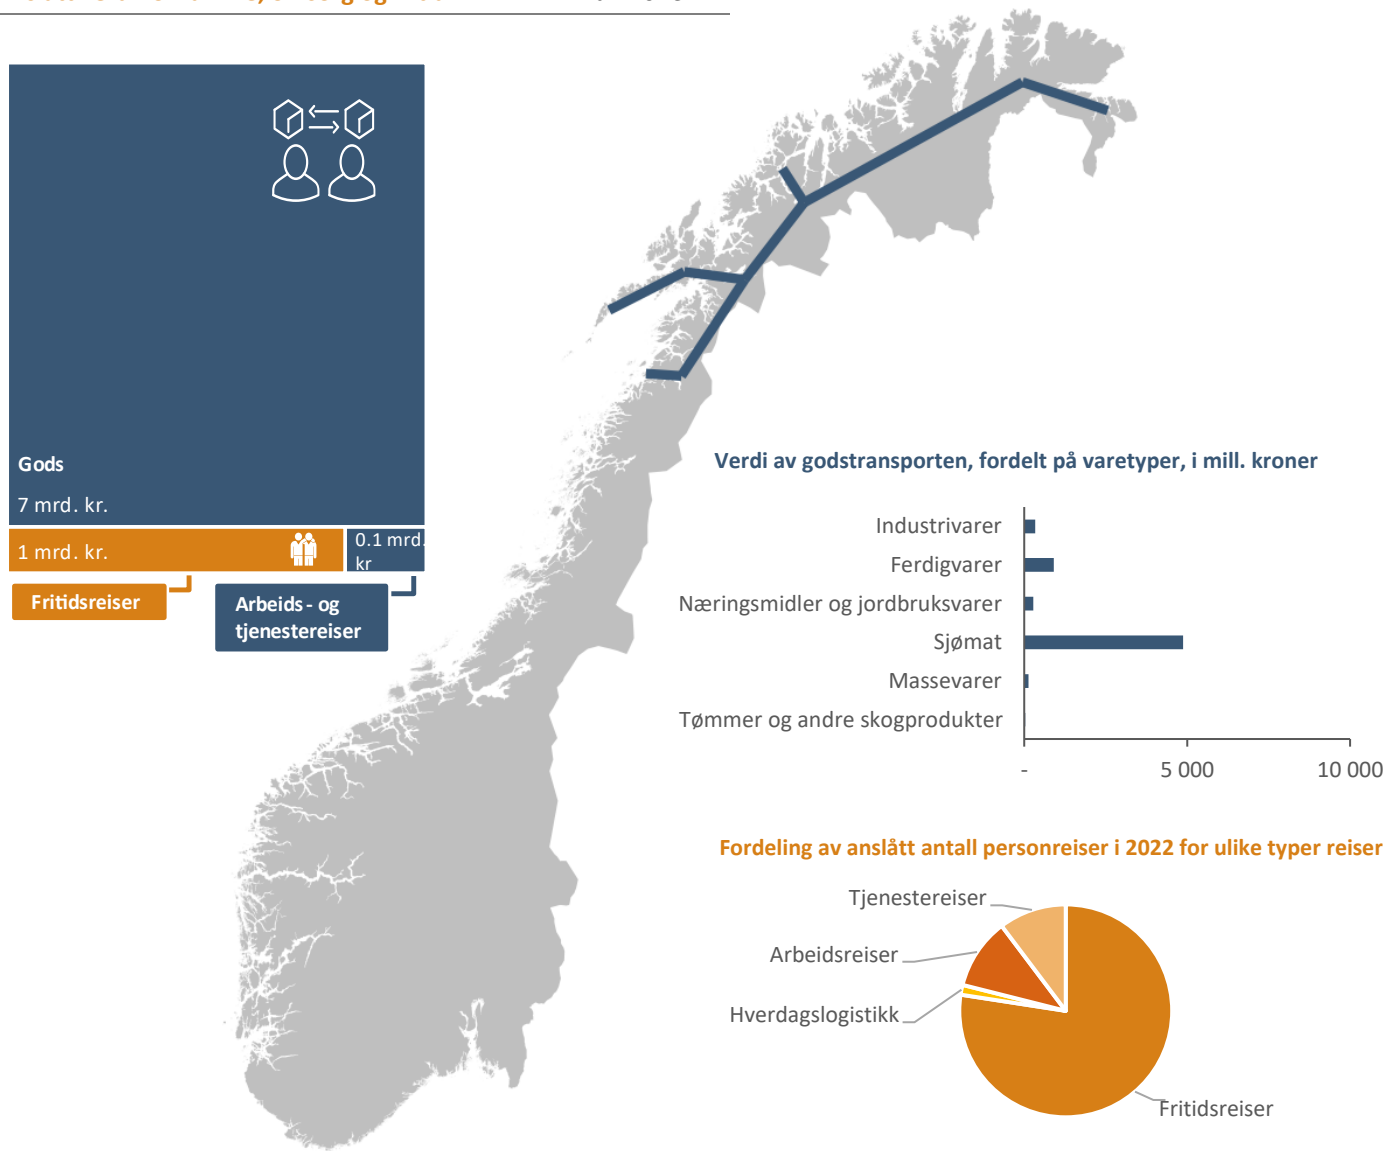 Gods
7 mrd. kr.
1 mrd. kr.
0.1 mrd.
kr
Fritidsreiser
Arbeids- og
tjenestereiser
Verdi av godstransporten, fordelt på varetyper, i mill. kroner
Industrivarer
Ferdigvarer
Næringsmidler og jordbruksvarer
Sjømat
Massevarer
Tømmer og andre skogprodukter
-
5 000
10 000
Fordeling av anslått antall personreiser i 2022 for ulike typer reiser
Tjenestereiser
Arbeidsreiser
Hverdagslogistikk
Fritidsreiser